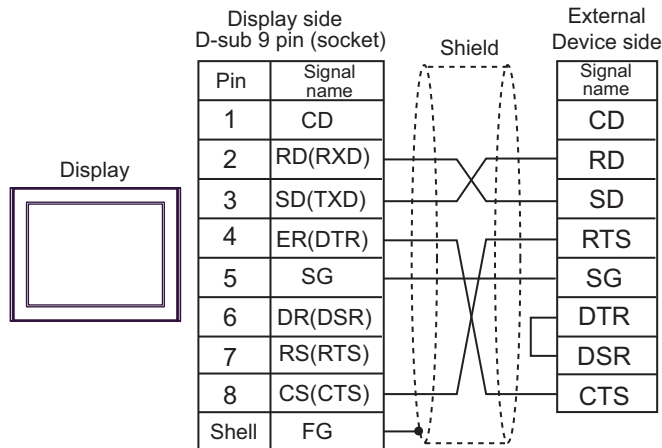 Display side
D-sub 9 pin (socket)
Shield
External
Device side
Pin
Signal
name
Signal
name
1
CD
CD
2
RD(RXD)
RD
Display
3
SD(TXD)
SD
4
ER(DTR)
RTS
5
SG
SG
6
DR(DSR)
DTR
7
RS(RTS)
DSR
8
CS(CTS)
CTS
Shell
FG